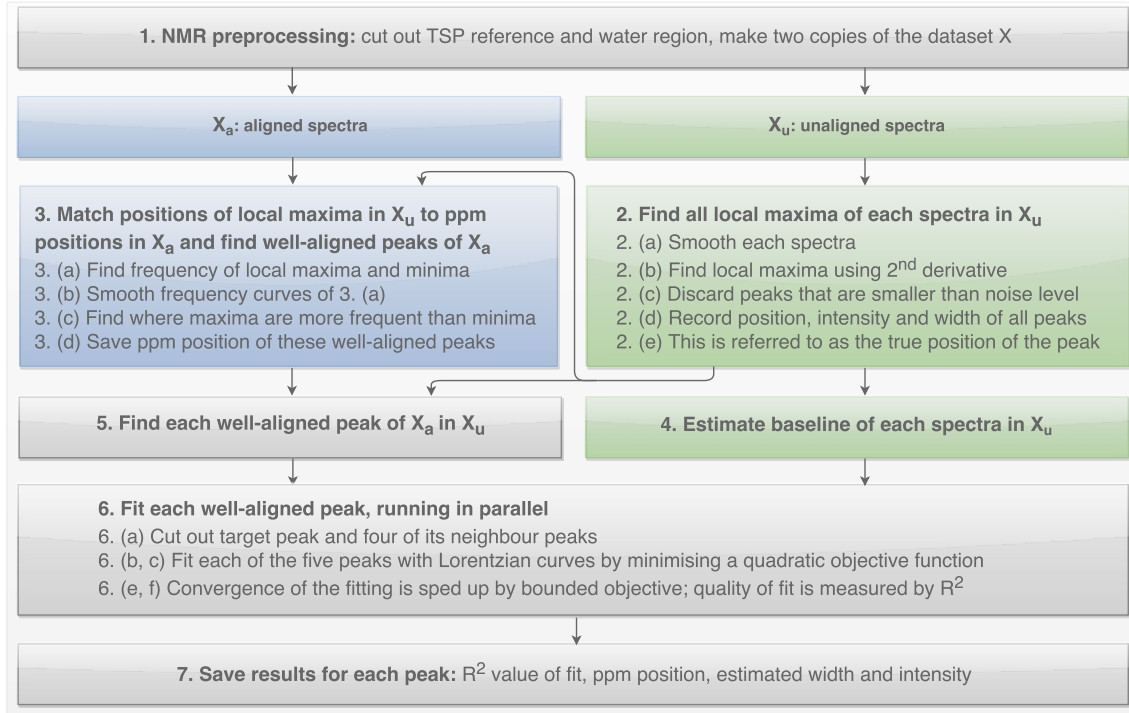 1. NMR preprocessing: cut out TSP reference and water region, make two copies of the dataset X
Xa: aligned spectra
Xu: unaligned spectra
3. Match positions of local maxima in Xu to ppm
positions in Xa and find well-aligned peaks of Xa
3. (a) Find frequency of local maxima and minima
3. (b) Smooth frequency curves of 3. (a)
3. (c) Find where maxima are more frequent than minima
3. (d) Save ppm position of these well-aligned peaks
2. Find all local maxima of each spectra in Xu
2. (a) Smooth each spectra
2. (b) Find local maxima using 2nd derivative
2. (c) Discard peaks that are smaller than noise level
2. (d) Record position, intensity and width of all peaks
2. (e) This is referred to as the true position of the peak
5. Find each well-aligned peak of Xa in Xu
4. Estimate baseline of each spectra in Xu
6. Fit each well-aligned peak, running in parallel
6. (a) Cut out target peak and four of its neighbour peaks
6. (b, c) Fit each of the five peaks with Lorentzian curves by minimising a quadratic objective function
6. (e, f) Convergence of the fitting is sped up by bounded objective; quality of fit is measured by R2
7. Save results for each peak: R2 value of fit, ppm position, estimated width and intensity